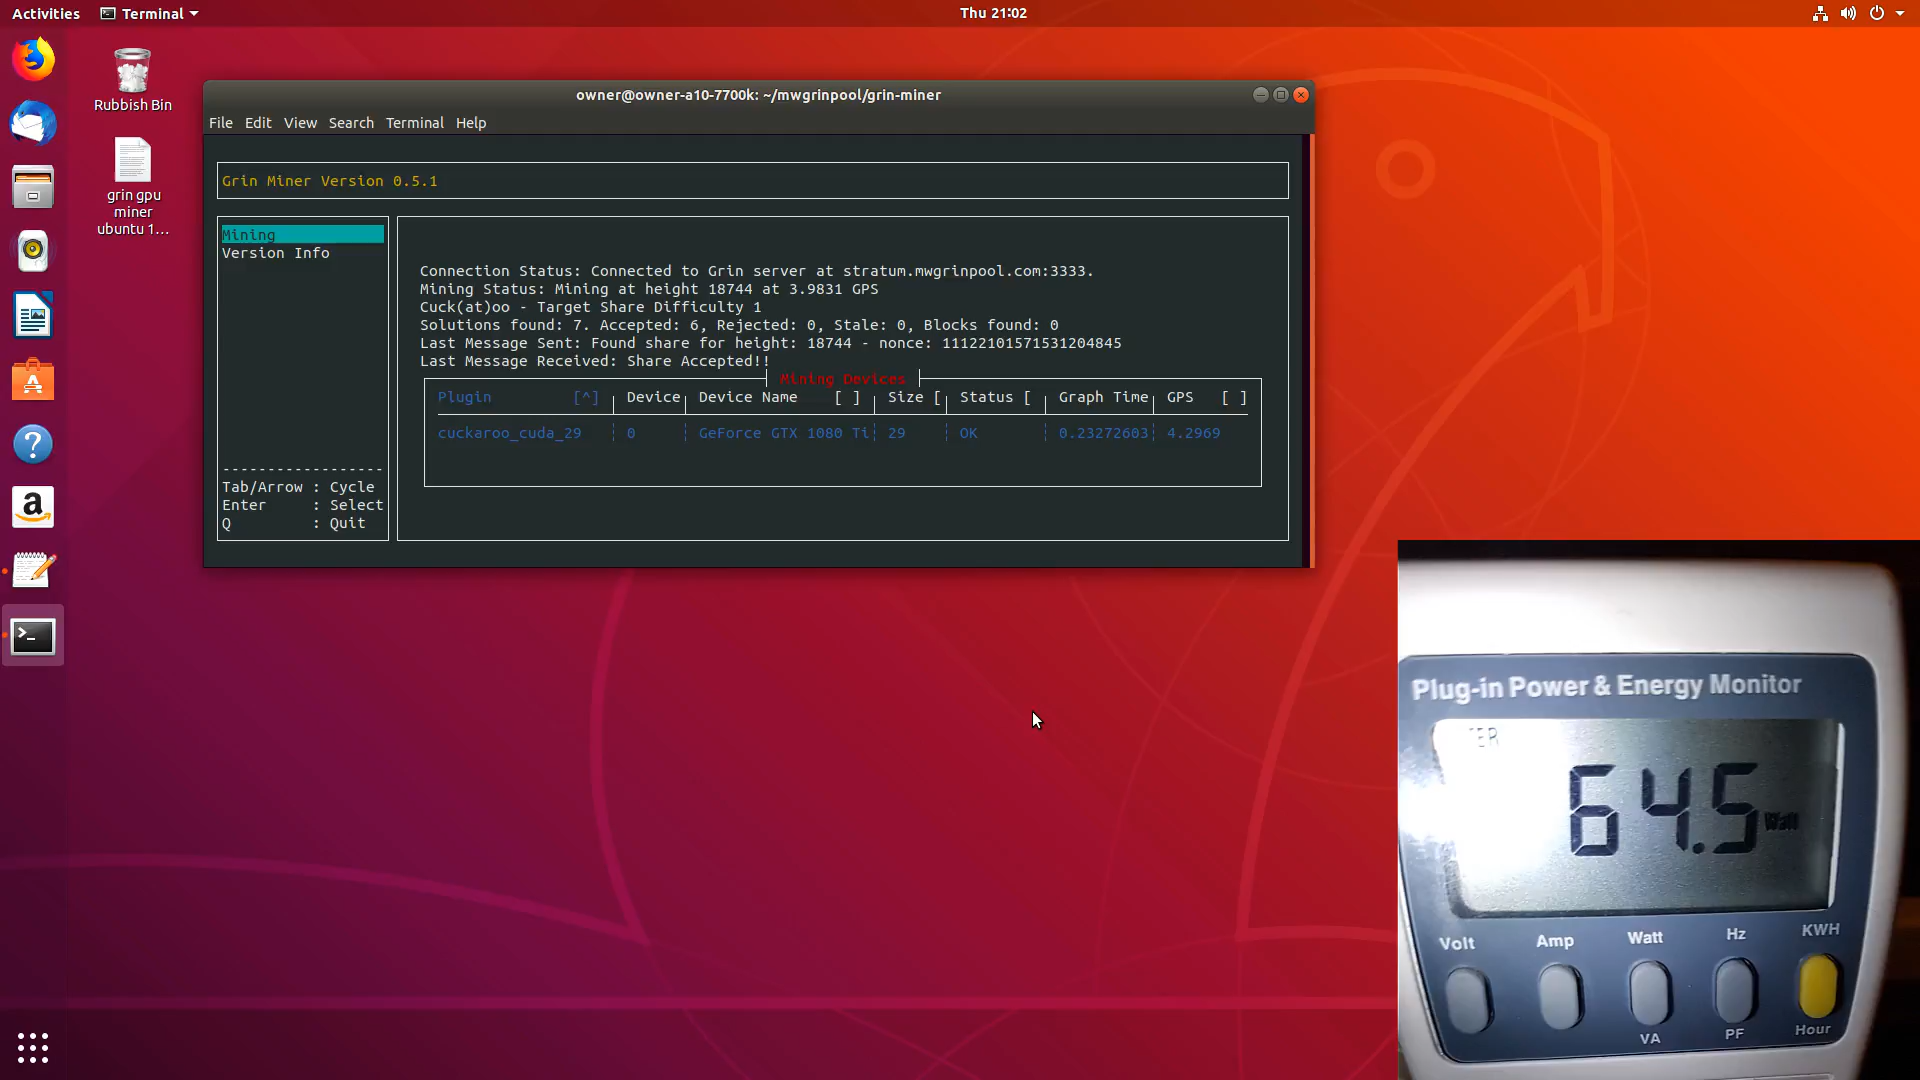 Activities Terminal Thu 21:02
Rubbish Bin
grin gpu
miner
ubuntu 1...
owner@owner-a10-7700k: ~/mwgrinpool/grin-miner
File Edit View Search Terminal Help
Grin Miner Version 0.5.1
Mining
Version Info
------------------
Tab/Arrow : Cycle
Enter : Select
Q : Quit
Connection Status: Connected to Grin server at stratum.mwgrinpool.com:3333.
Mining Status: Mining at height 18744 at 3.9831 GPS
Cuck(at)oo - Target Share Difficulty 1
Solutions found: 7. Accepted: 6, Rejected: 0, Stale: 0, Blocks found: 0
Last Message Sent: Found share for height: 18744 - nonce: 11122101571531204845
Last Message Received: Share Accepted!!
Mining Devices
Plugin [^] Device Device Name [ ] Size [ Status [ Graph Time GPS [ ]
cuckaroo_cuda_29 0 GeForce GTX 1080 Ti 29 OK 0.23272603 4.2969
Plug-in Power & Energy Monitor
64.5 Watt
Volt Amp Watt Hz KWH
VA PF Hour